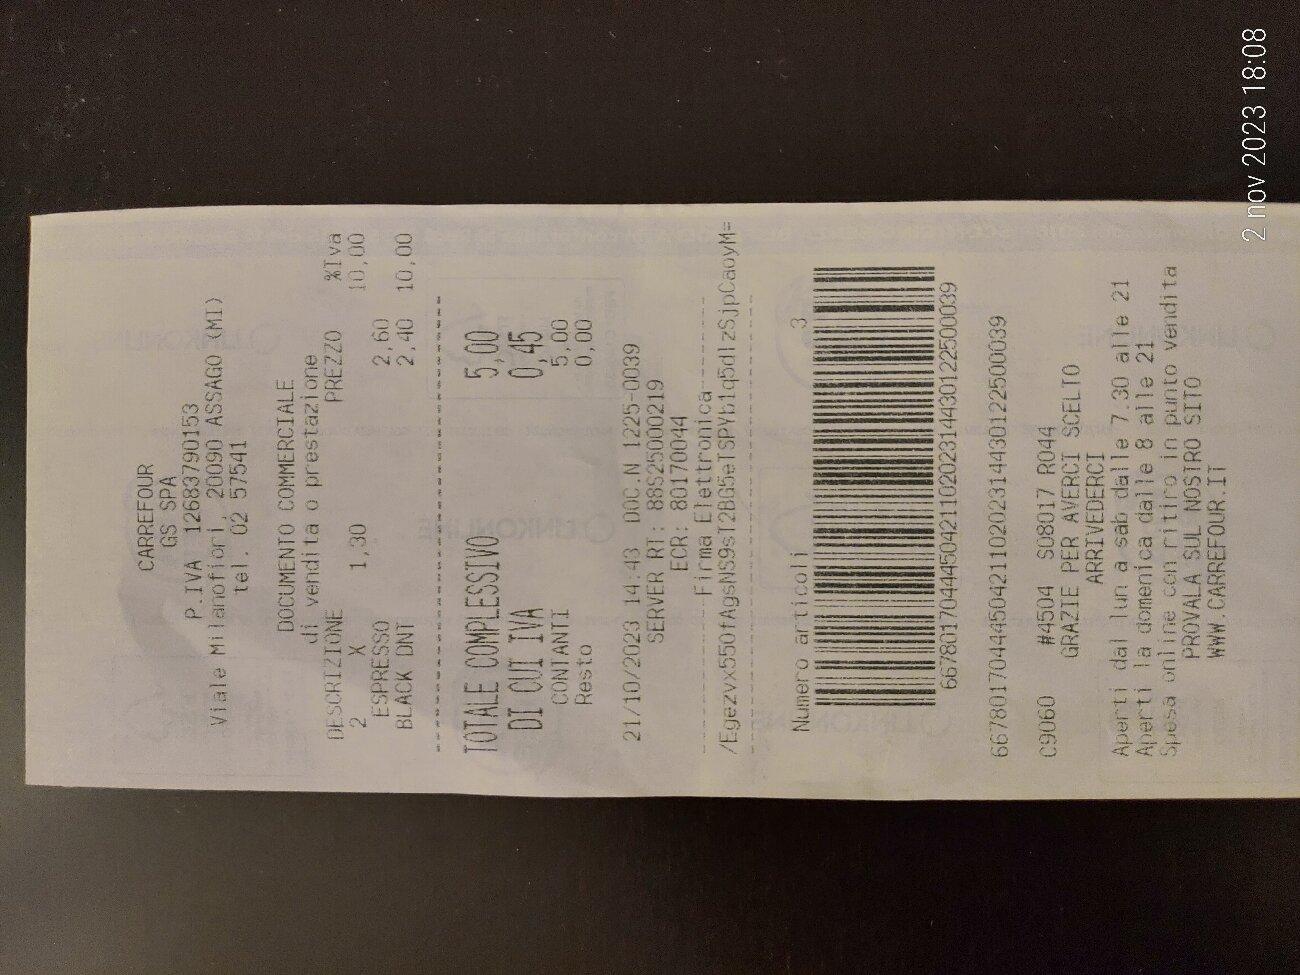 CARREFOUR
GS SPA
P.IVA 12683790153
Viale Milanofiori, 20090 ASSAGO (MI)
tel. 02 57541
DOCUMENTO COMMERCIALE
di vendita o prestazione
DESCRIZIONE PREZZO %Iva
2 X 1,30 10,00
ESPRESSO 2,60
BLACK DNT 2,40 10,00
TOTALE COMPLESSIVO 5,00
DI CUI IVA 0,45
CONTANTI 5,00
Resto 0,00
21/10/2023 14:43 DOC.N 1225-0039
SERVER RT: 88S25000219
ECR: 80170044
Firma Elettronica
/Egezvx55OfAgsNS9sT2BG5eTSPYb1q5dlzSjpCaoyM=
Numero articoli 3
6678017044450421102023144301225​00039
6678017044450421102023144301225​00039
C9060 #4504 S08017 R044
GRAZIE PER AVERCI SCELTO
ARRIVEDERCI
Aperti dal lun a sab dalle 7.30 alle 21
Aperti la domenica dalle 8 alle 21
Spesa online con ritiro in punto vendita
PROVALA SUL NOSTRO SITO
WWW.CARREFOUR.IT
2 nov 2023 18:08